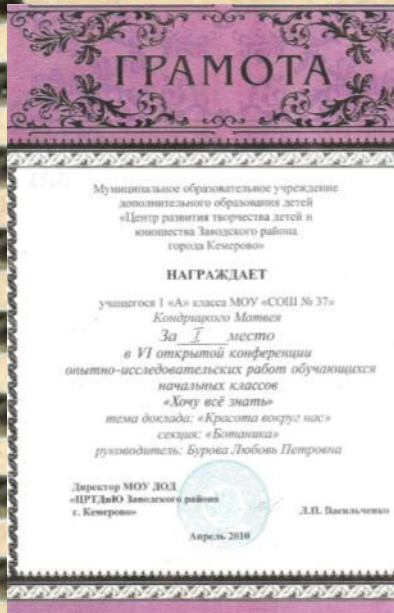 ГРАМОТА
Муниципальное образовательное учреждение
дополнительного образования детей
«Центр развития творчества детей и
юношества Заводского района
города Кемерово»
НАГРАЖДАЕТ
учащегося 1 «А» класса МОУ «СОШ № 37»
Кондрицкого Матвея
За I место
в VI открытой конференции
опытно-исследовательских работ обучающихся
начальных классов
«Хочу всё знать»
тема доклада: «Красота вокруг нас»
секция: «Ботаника»
руководитель: Бурова Любовь Петровна
Директор МОУ ДОД
«ЦРТДиЮ Заводского района
г. Кемерово»
Л.П. Васильченко
Апрель 2010